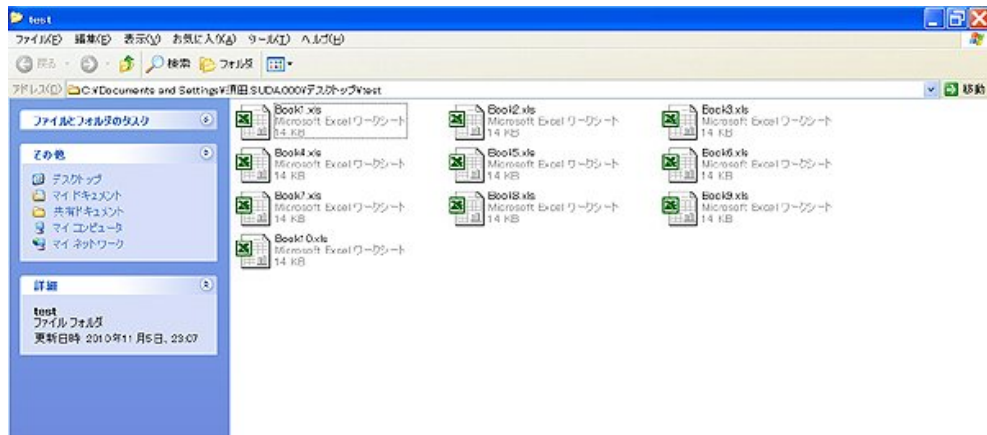 test
ファイル(F) 編集(E) 表示(V) お気に入り(A) ツール(T) ヘルプ(H)
戻る 検索 フォルダ
アドレス(D) C:¥Documents and Settings¥須田.SUDA.000¥デスクトップ¥test 移動
ファイルとフォルダのタスク
その他
デスクトップ
マイ ドキュメント
共有ドキュメント
マイ コンピュータ
マイ ネットワーク
詳細
test
ファイル フォルダ
更新日時 2010年11月5日、23:07
Book1.xls
Microsoft Excel ワークシート
14 KB
Book2.xls
Microsoft Excel ワークシート
14 KB
Book3.xls
Microsoft Excel ワークシート
14 KB
Book4.xls
Microsoft Excel ワークシート
14 KB
Book5.xls
Microsoft Excel ワークシート
14 KB
Book6.xls
Microsoft Excel ワークシート
14 KB
Book7.xls
Microsoft Excel ワークシート
14 KB
Book8.xls
Microsoft Excel ワークシート
14 KB
Book9.xls
Microsoft Excel ワークシート
14 KB
Book10.xls
Microsoft Excel ワークシート
14 KB